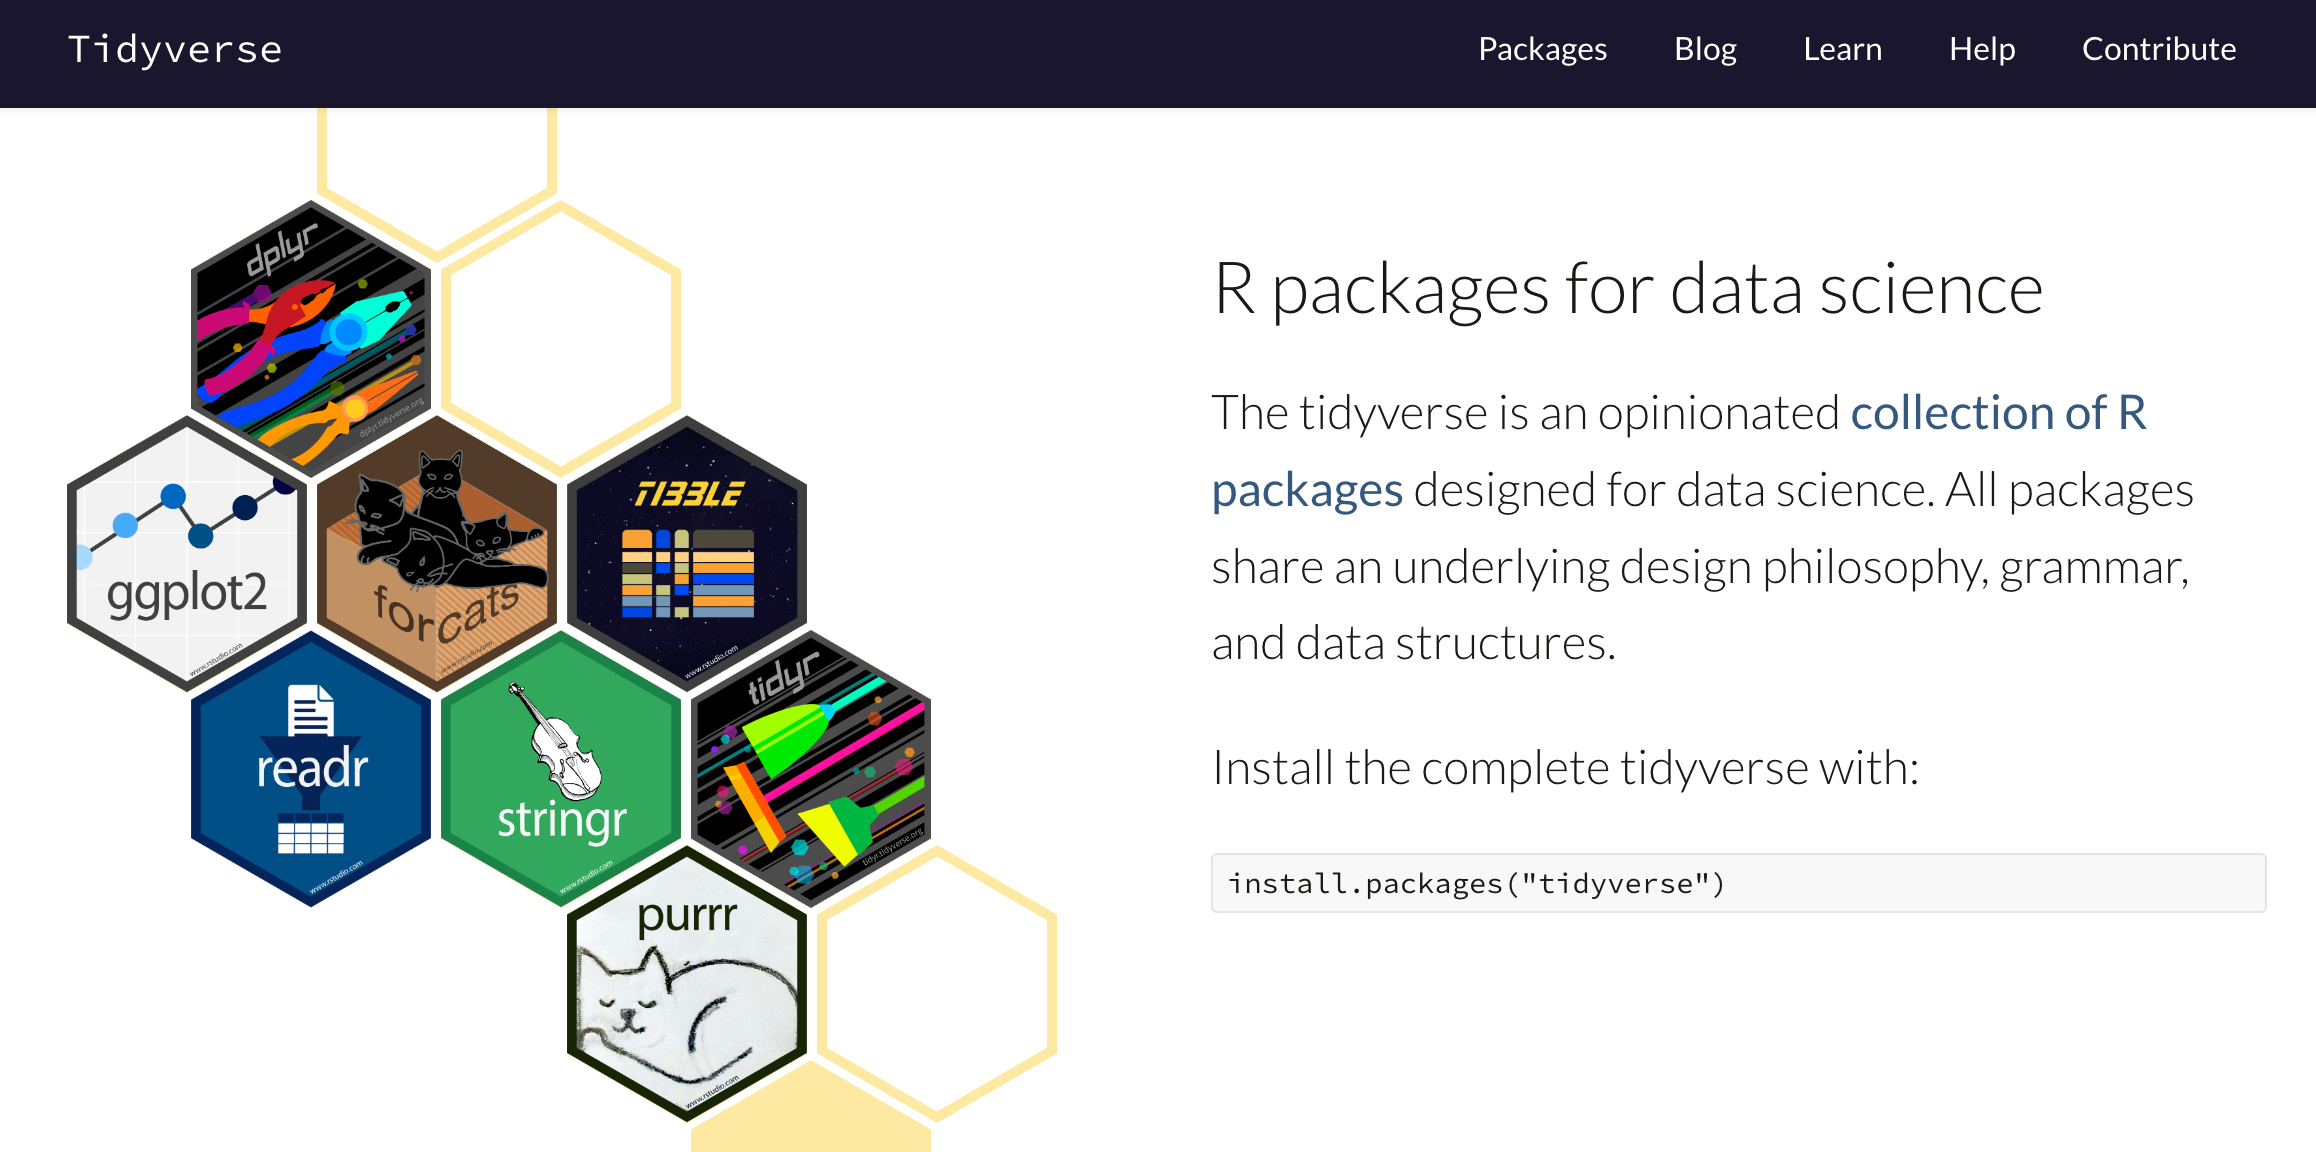 Tidyverse
Packages
Blog
Learn
Help
Contribute
dplyr
dplyr.tidyverse.org
ggplot2
www.rstudio.com
forcats
www.rstudio.com
TIBBLE
www.rstudio.com
readr
www.rstudio.com
stringr
www.rstudio.com
tidyr
tidyr.tidyverse.org
purrr
www.rstudio.com
R packages for data science
The tidyverse is an opinionated collection of R
packages designed for data science. All packages
share an underlying design philosophy, grammar,
and data structures.
Install the complete tidyverse with:
install.packages("tidyverse")